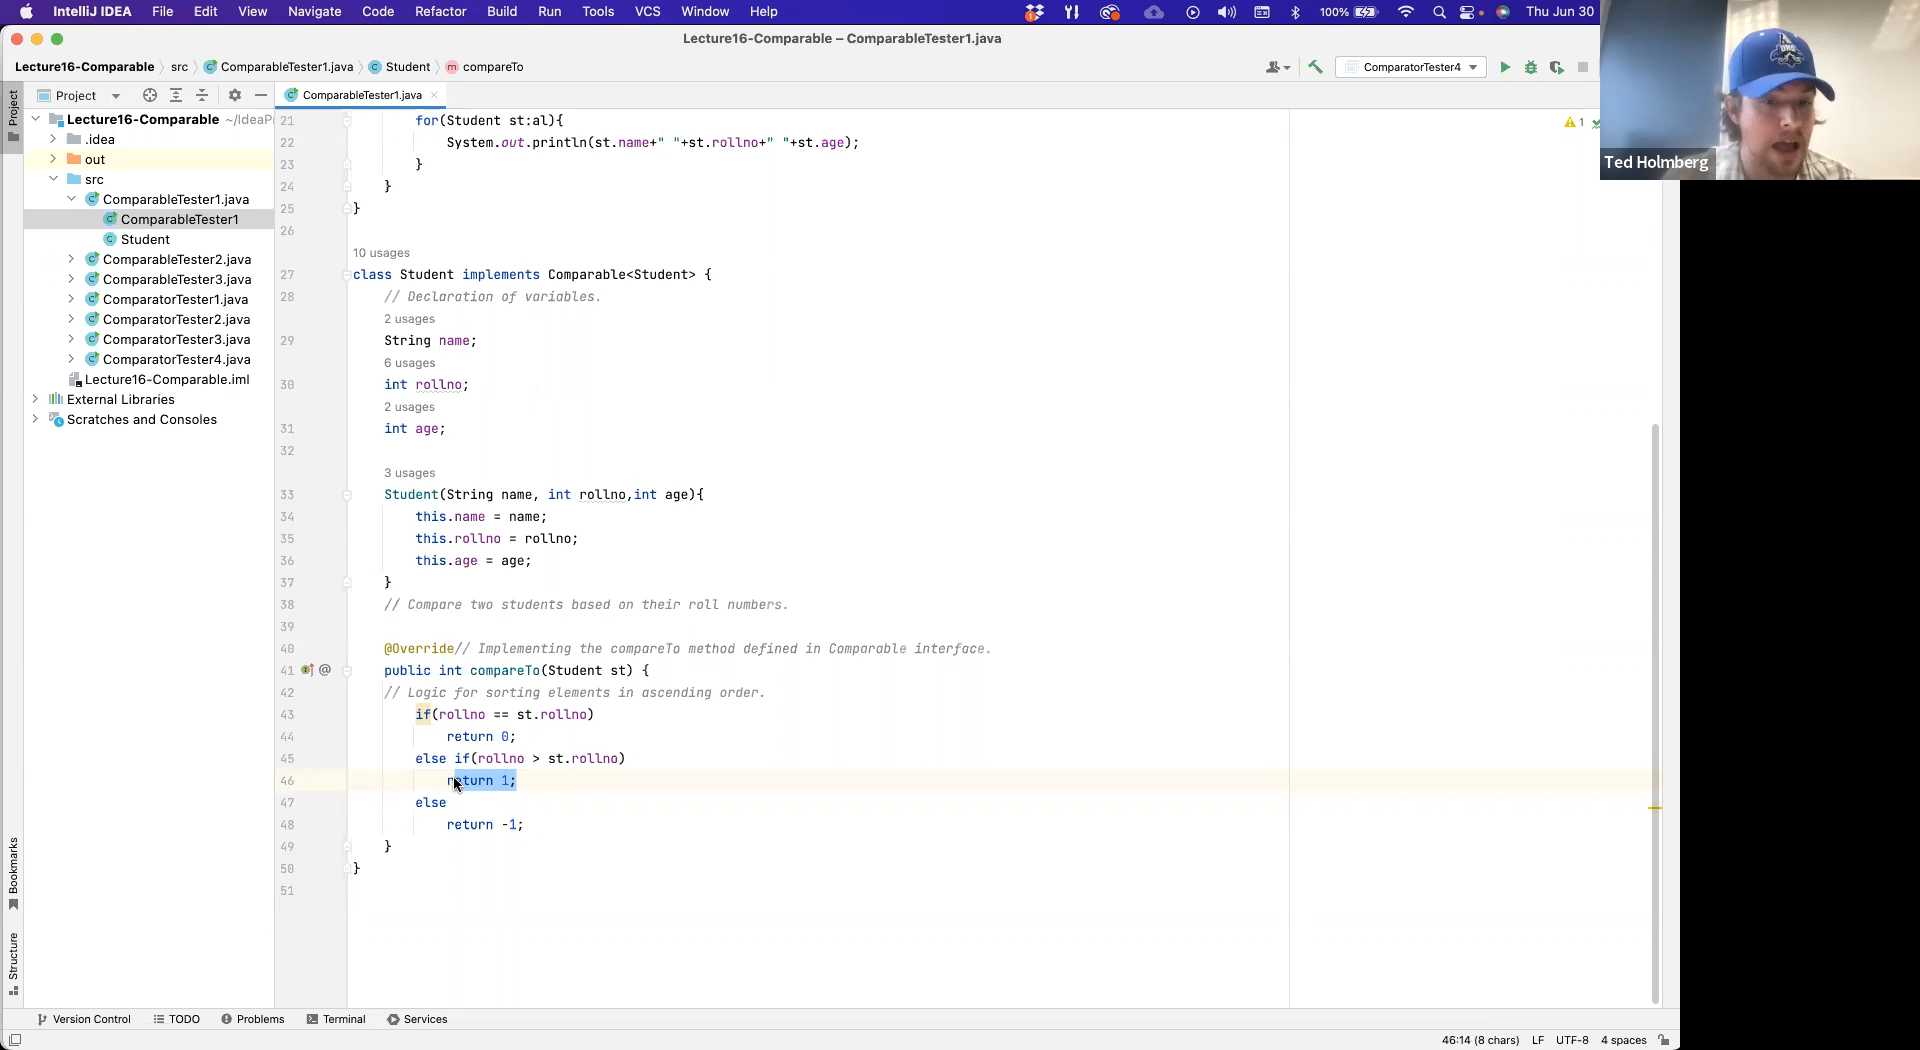 IntelliJ IDEA File Edit View Navigate Code Refactor Build Run Tools VCS Window Help 1 100% Thu Jun 30
Lecture16-Comparable – ComparableTester1.java
Lecture16-Comparable src ComparableTester1.java Student compareTo ComparatorTester4
Project
Project
ComparableTester1.java
Lecture16-Comparable ~/IdeaP
.idea
out
src
ComparableTester1.java
ComparableTester1
Student
ComparableTester2.java
ComparableTester3.java
ComparatorTester1.java
ComparatorTester2.java
ComparatorTester3.java
ComparatorTester4.java
Lecture16-Comparable.iml
External Libraries
Scratches and Consoles
21 for(Student st:al){
22 System.out.println(st.name+" "+st.rollno+" "+st.age);
23 }
24 }
25 }
26
10 usages
27 class Student implements Comparable<Student> {
28 // Declaration of variables.
2 usages
29 String name;
6 usages
30 int rollno;
2 usages
31 int age;
32
3 usages
33 Student(String name, int rollno,int age){
34 this.name = name;
35 this.rollno = rollno;
36 this.age = age;
37 }
38 // Compare two students based on their roll numbers.
39
40 @Override// Implementing the compareTo method defined in Comparable interface.
41 @ public int compareTo(Student st) {
42 // Logic for sorting elements in ascending order.
43 if(rollno == st.rollno)
44 return 0;
45 else if(rollno > st.rollno)
46 return 1;
47 else
48 return -1;
49 }
50 }
51
1
Ted Holmberg
Bookmarks
Structure
Version Control TODO Problems Terminal Services
46:14 (8 chars) LF UTF-8 4 spaces